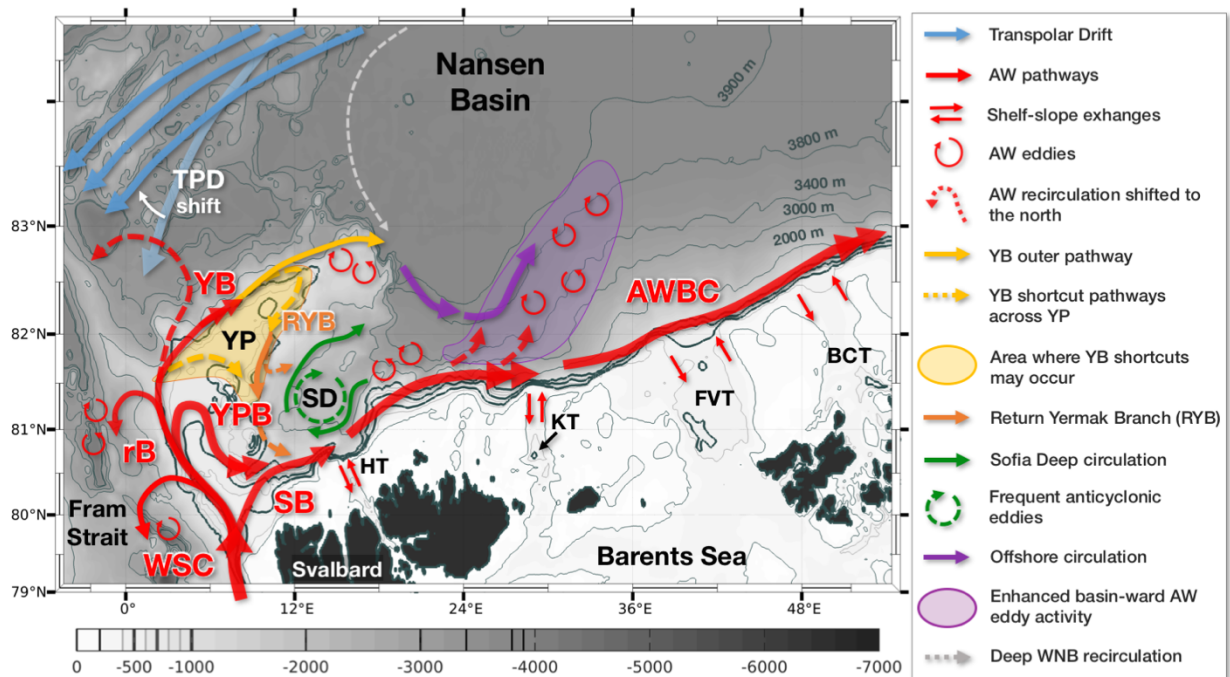 Nansen
Basin
3900 m
3800 m
3400 m
3000 m
2000 m
TPD
shift
83°N
82°N
81°N
80°N
79°N
YB
YP
RYB
SD
YPB
rB
SB
WSC
Fram
Strait
HT
KT
FVT
BCT
AWBC
Svalbard
Barents Sea
0°
12°E
24°E
36°E
48°E
0
-500
-1000
-2000
-3000
-4000
-5000
-6000
-7000
Transpolar Drift
AW pathways
Shelf-slope exhanges
AW eddies
AW recirculation shifted to
the north
YB outer pathway
YB shortcut pathways
across YP
Area where YB shortcuts
may occur
Return Yermak Branch (RYB)
Sofia Deep circulation
Frequent anticyclonic
eddies
Offshore circulation
Enhanced basin-ward AW
eddy activity
Deep WNB recirculation